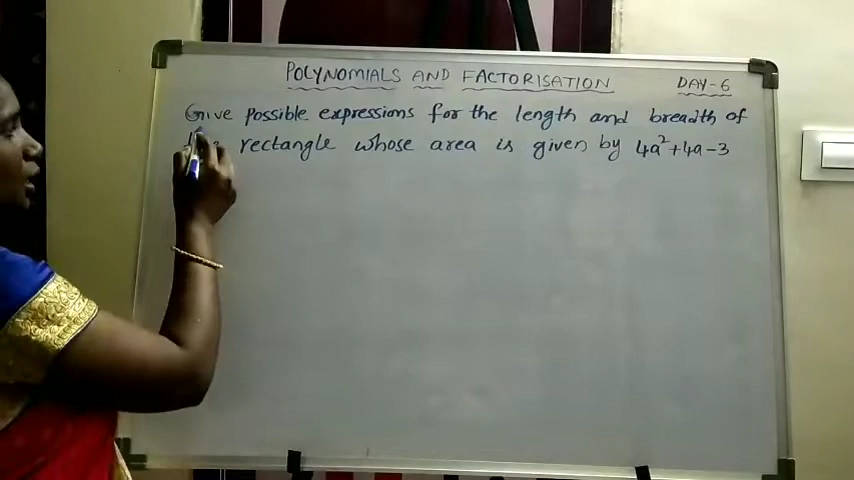 POLYNOMIALS AND FACTORISATION DAY-6
Give possible expressions for the length and breadth of
rectangle whose area is given by 4a²+4a-3